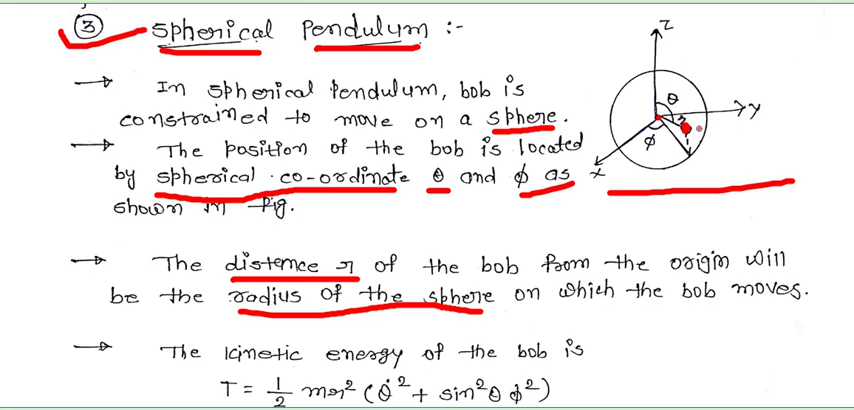 ③ Spherical Pendulum :-
→ In spherical Pendulum, bob is
constrained to move on a sphere.
→ The position of the bob is located
by spherical co-ordinate θ and ϕ as
shown in Fig.
Z
θ
Y
r
ϕ
X
→ The distance r of the bob from the origin will
be the radius of the sphere on which the bob moves.
→ The kinetic energy of the bob is
T = 1/2 mr² (θ̇² + sin²θ ϕ̇²)